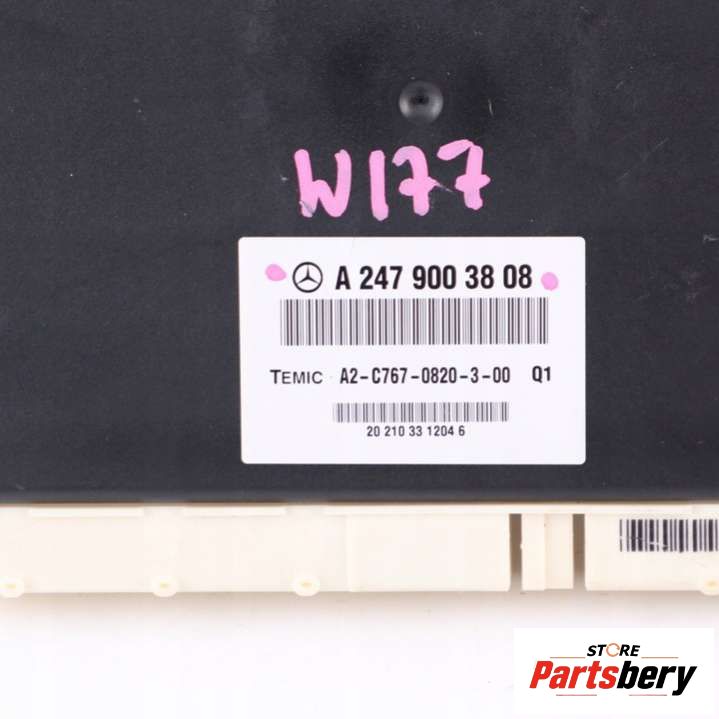 W177
A 247 900 38 08
TEMIC A2-C767-0820-3-00 Q1
20 210 33 1204 6
STORE
Partsbery